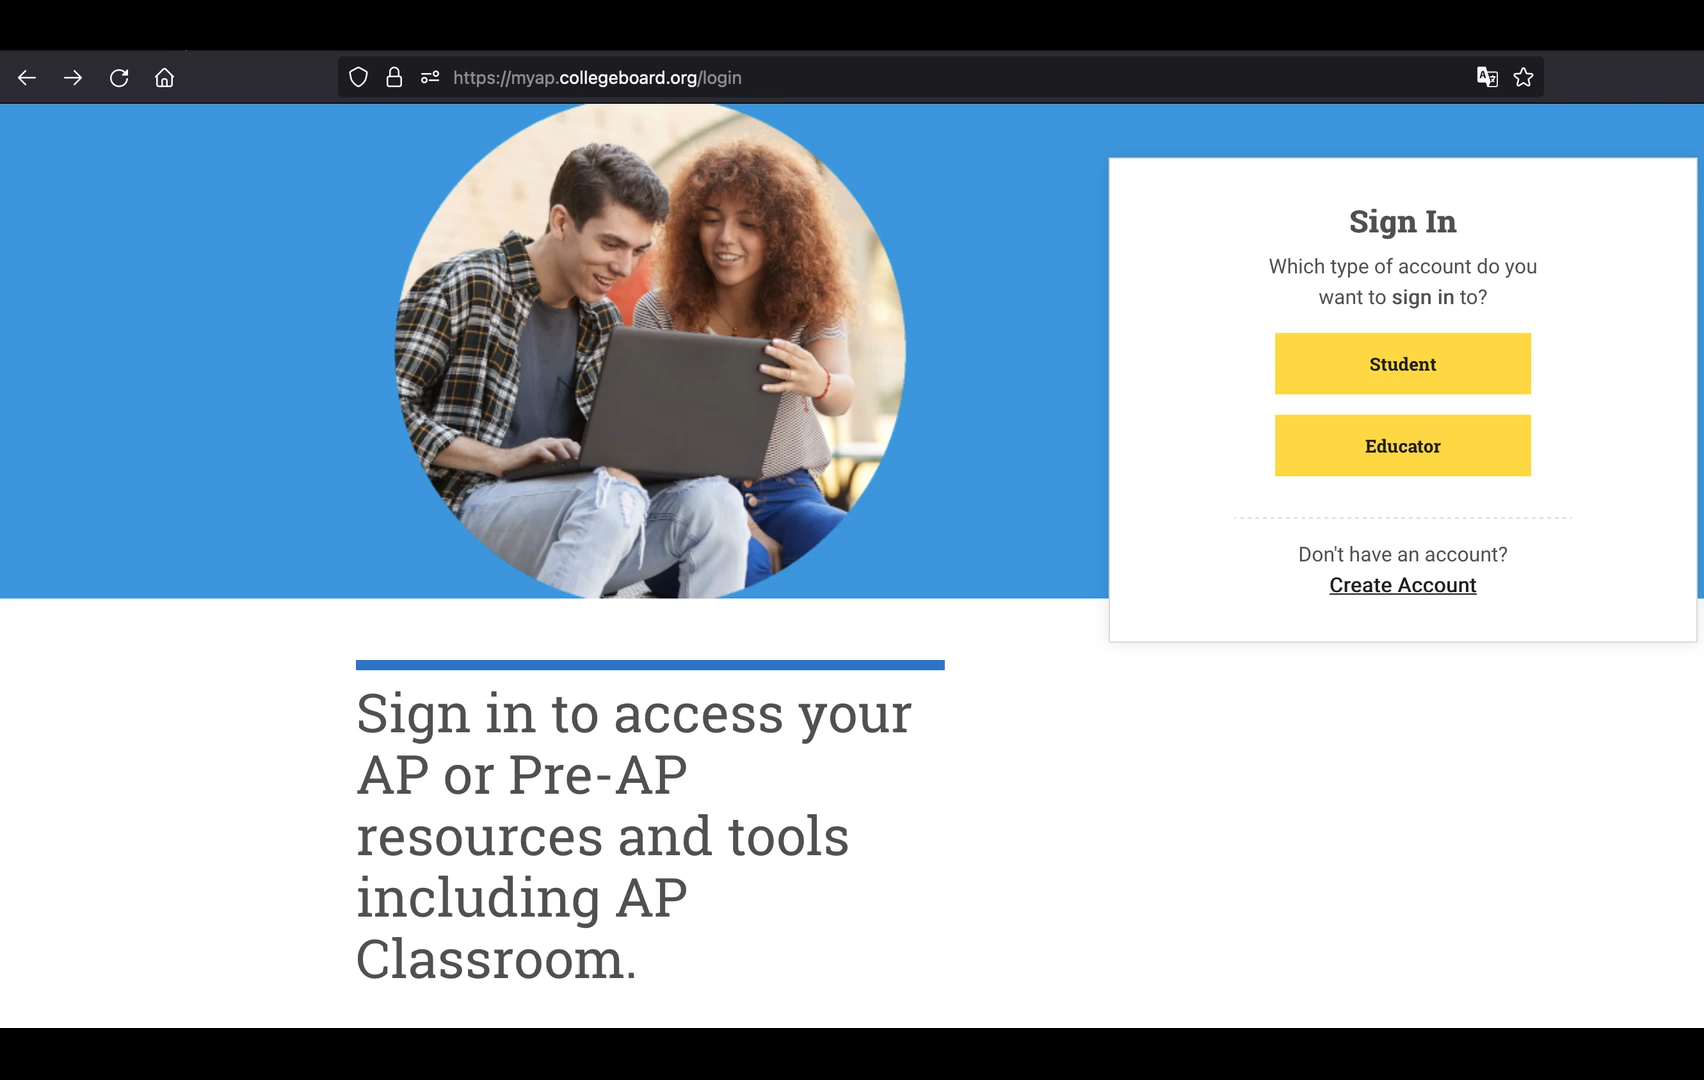 https://myap.collegeboard.org/login
Sign In
Which type of account do you
want to sign in to?
Student
Educator
Don't have an account?
Create Account
Sign in to access your
AP or Pre-AP
resources and tools
including AP
Classroom.